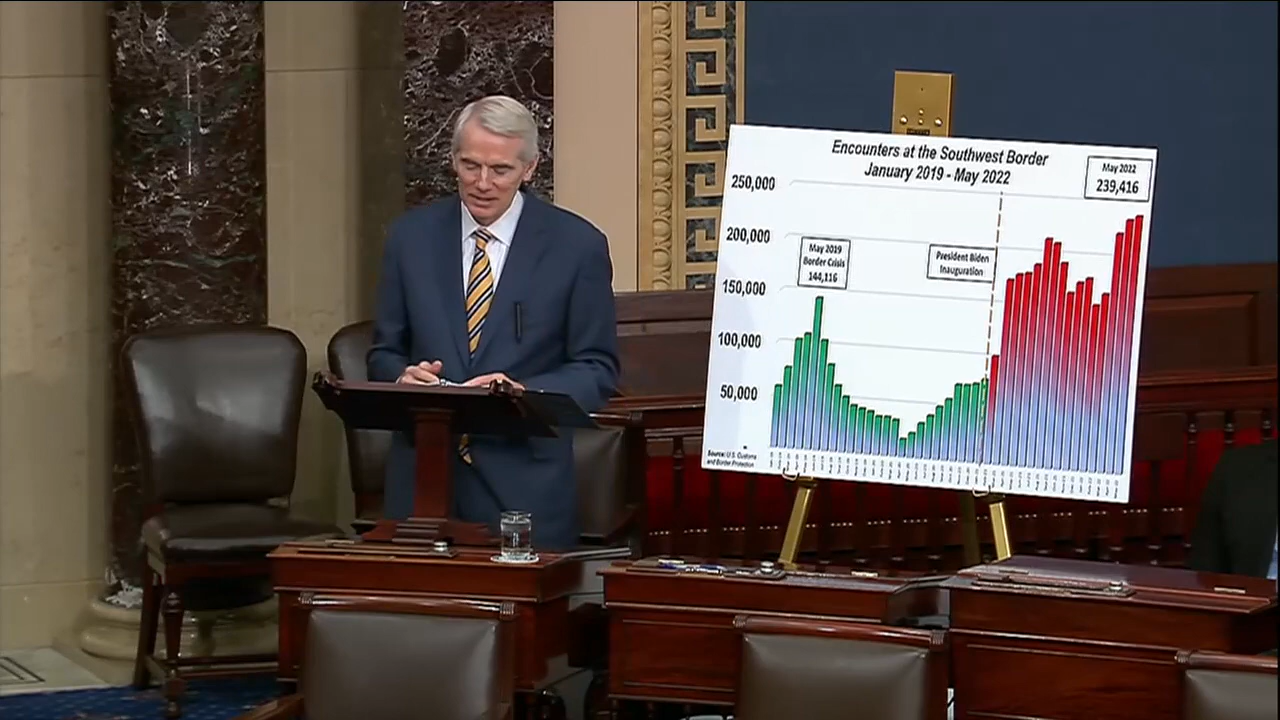 Encounters at the Southwest Border
January 2019 - May 2022
May 2022
239,416
250,000
200,000
150,000
100,000
50,000
May 2019
Border Crisis
144,116
President Biden
Inauguration
Source: U.S. Customs
and Border Protection